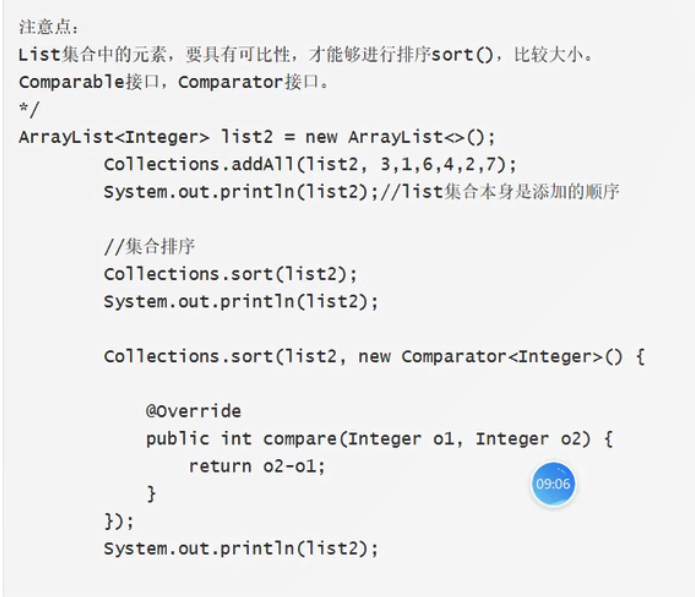 注意点：
List集合中的元素，要具有可比性，才能够进行排序sort()，比较大小。
Comparable接口，Comparator接口。
*/
ArrayList<Integer> list2 = new ArrayList<>();
Collections.addAll(list2, 3,1,6,4,2,7);
System.out.println(list2);//list集合本身是添加的顺序
//集合排序
Collections.sort(list2);
System.out.println(list2);
Collections.sort(list2, new Comparator<Integer>() {
@Override
public int compare(Integer o1, Integer o2) {
return o2-o1;
}
09:06
});
System.out.println(list2);